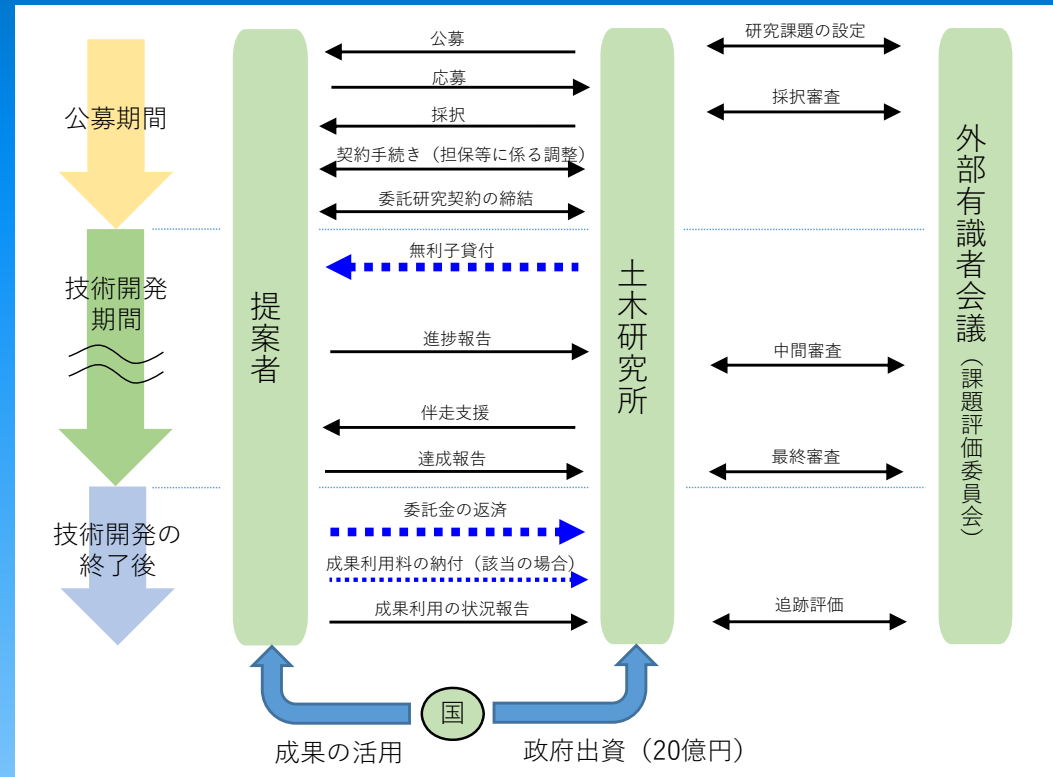 公募期間
技術開発
期間
技術開発の
終了後
提案者
公募
応募
採択
契約手続き（担保等に係る調整）
委託研究契約の締結
無利子貸付
進捗報告
伴走支援
達成報告
委託金の返済
成果利用料の納付（該当の場合）
成果利用の状況報告
土木研究所
研究課題の設定
採択審査
中間審査
最終審査
追跡評価
外部有識者会議（課題評価委員会）
国
成果の活用
政府出資（20億円）